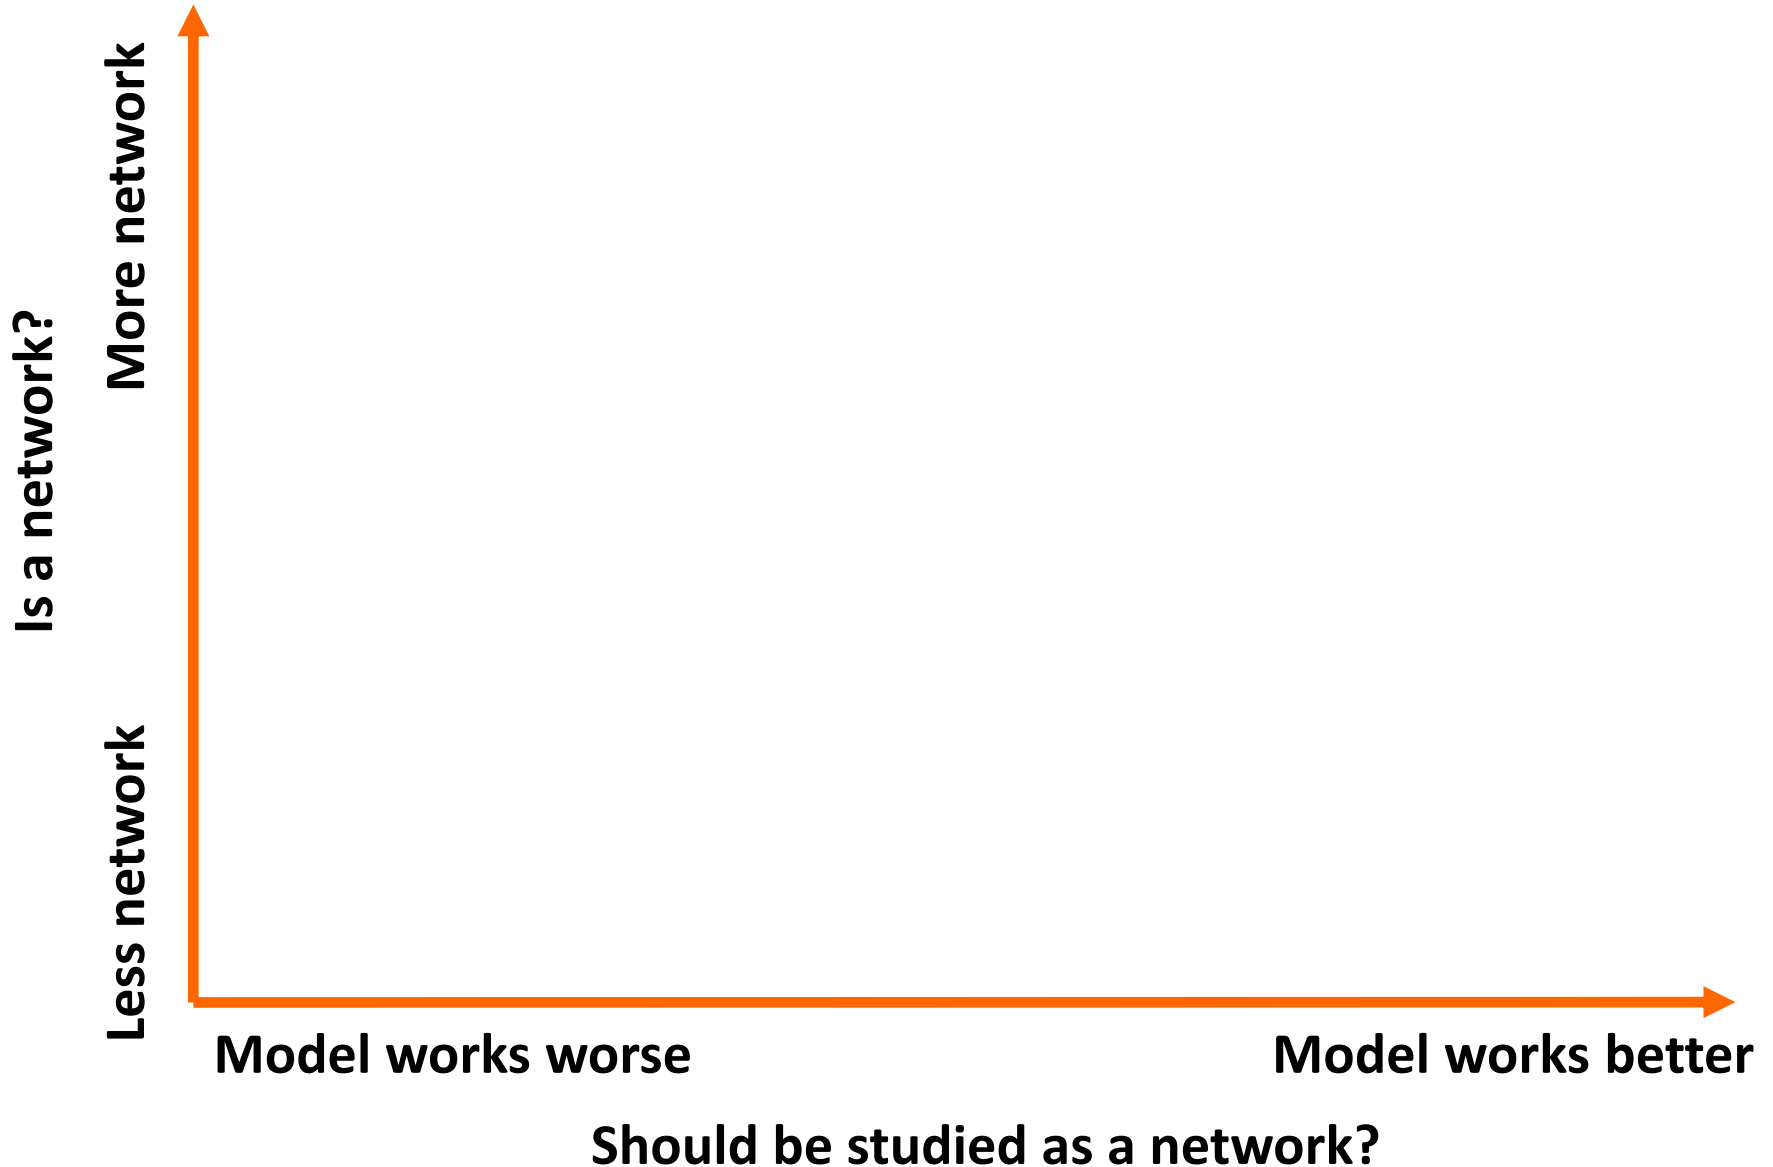 Is a network?
More network
Less network
Model works worse
Model works better
Should be studied as a network?